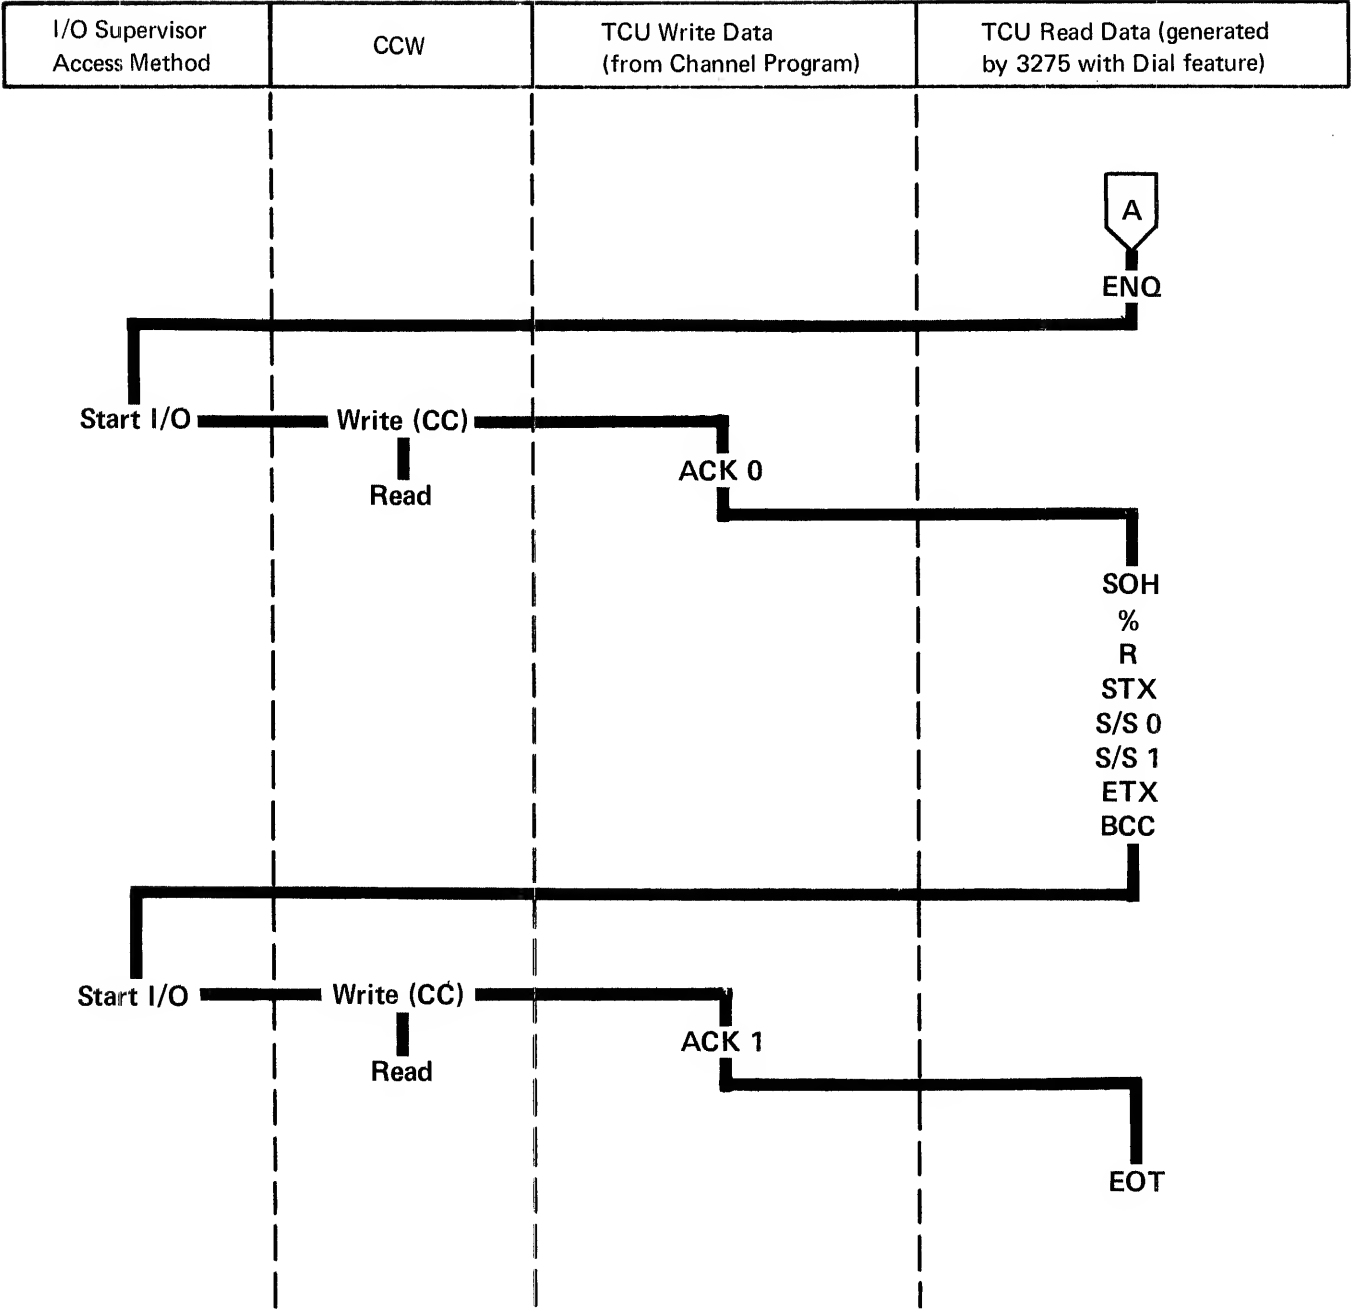 I/O Supervisor
Access Method
CCW
TCU Write Data
(from Channel Program)
TCU Read Data (generated
by 3275 with Dial feature)
A
ENQ
Start I/O
Write (CC)
Read
ACK 0
SOH
%
R
STX
S/S 0
S/S 1
ETX
BCC
Start I/O
Write (CC)
Read
ACK 1
EOT